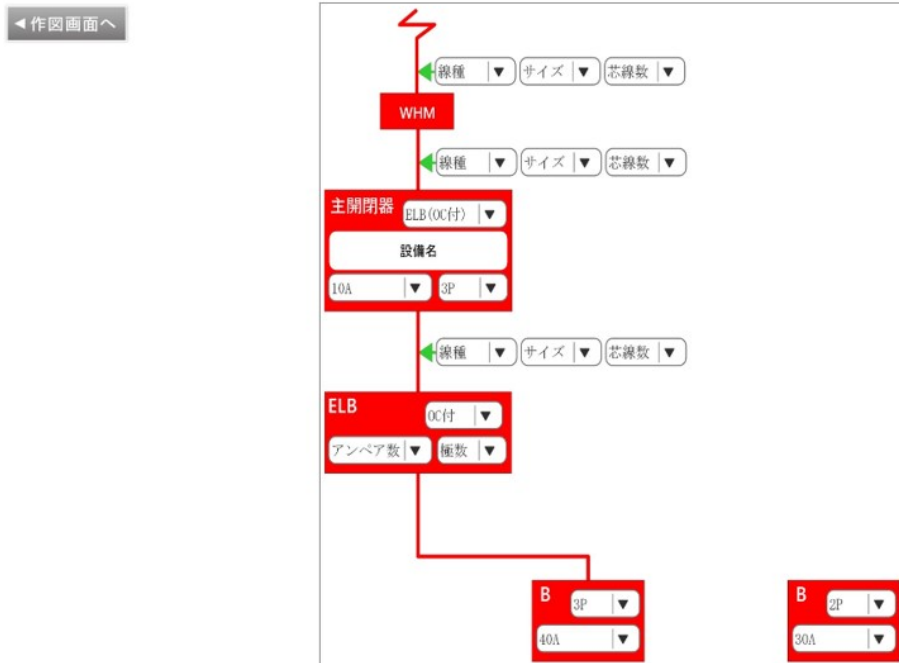 ◀作図画面へ
線種 ▼ サイズ ▼ 芯線数 ▼
WHM
線種 ▼ サイズ ▼ 芯線数 ▼
主開閉器 ELB(OC付) ▼
設備名
10A ▼ 3P ▼
線種 ▼ サイズ ▼ 芯線数 ▼
ELB OC付 ▼
アンペア数 ▼ 極数 ▼
B 3P ▼
40A ▼
B 2P ▼
30A ▼